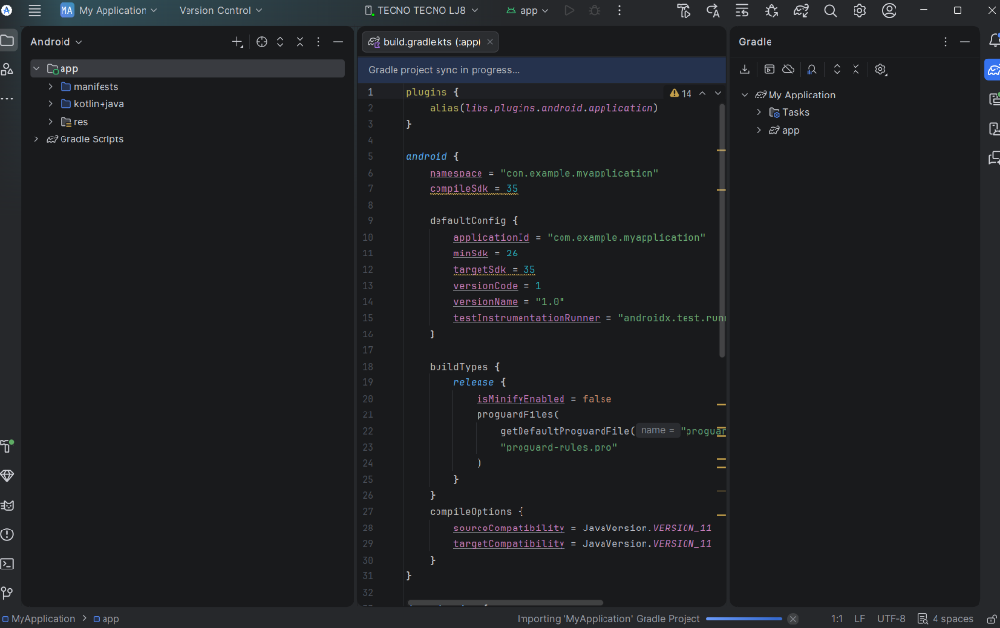 MA My Application Version Control TECNO TECNO LJ8 app
Android
build.gradle.kts (:app)
Gradle
Gradle project sync in progress...
app
manifests
kotlin+java
res
Gradle Scripts
1 plugins { 14
2 alias(libs.plugins.android.application)
3 }
4
5 android {
6 namespace = "com.example.myapplication"
7 compileSdk = 35
8
9 defaultConfig {
10 applicationId = "com.example.myapplication"
11 minSdk = 26
12 targetSdk = 35
13 versionCode = 1
14 versionName = "1.0"
15 testInstrumentationRunner = "androidx.test.run
16 }
17
18 buildTypes {
19 release {
20 isMinifyEnabled = false
21 proguardFiles(
22 getDefaultProguardFile( name = "proguar
23 "proguard-rules.pro"
24 )
25 }
26 }
27 compileOptions {
28 sourceCompatibility = JavaVersion.VERSION_11
29 targetCompatibility = JavaVersion.VERSION_11
30 }
31 }
32
My Application
Tasks
app
MyApplication > app Importing 'MyApplication' Gradle Project 1:1 LF UTF-8 4 spaces